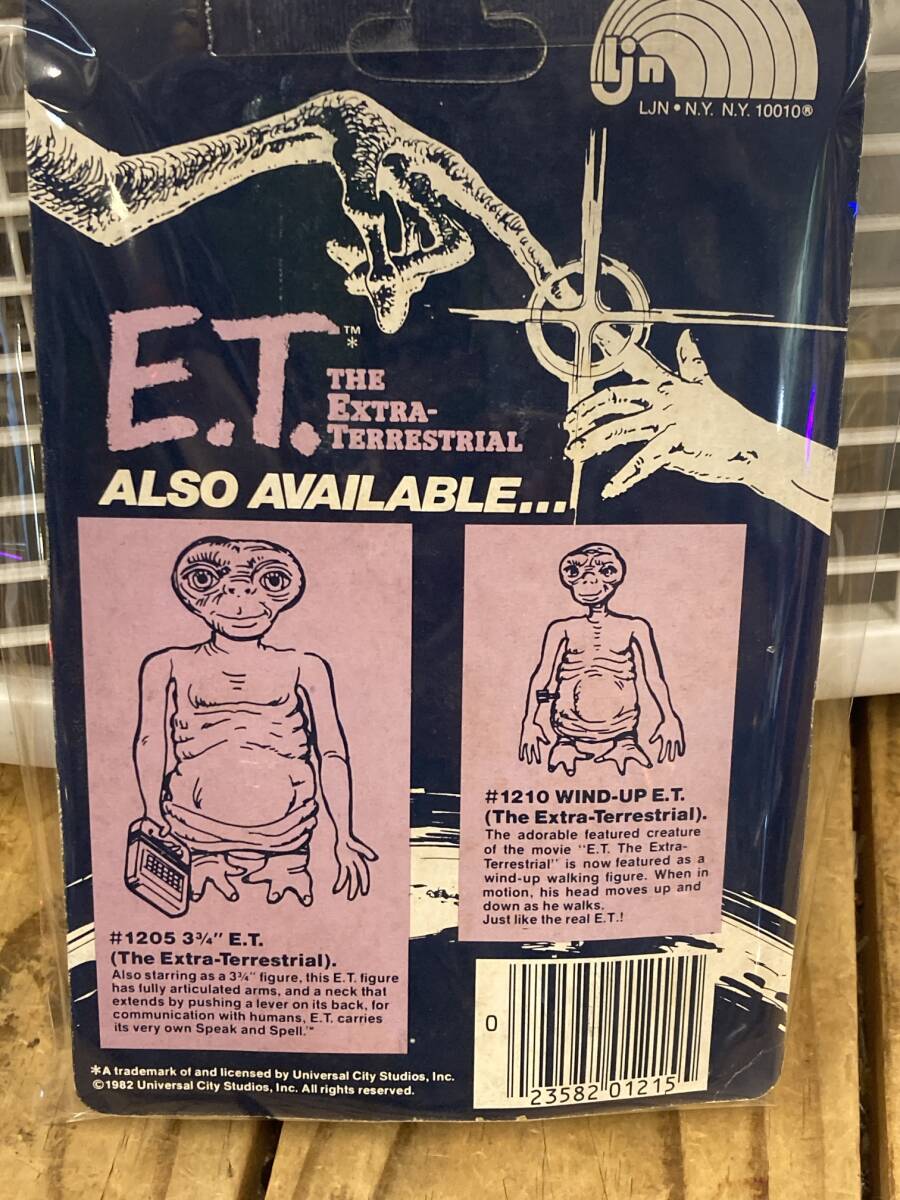 ljn
LJN • N.Y. N.Y. 10010®
E.T.™
*
THE
EXTRA-
TERRESTRIAL
ALSO AVAILABLE...
#1205 3¾" E.T.
(The Extra-Terrestrial).
Also starring as a 3¾" figure, this E.T. figure
has fully articulated arms, and a neck that
extends by pushing a lever on its back, for
communication with humans, E.T. carries
its very own Speak and Spell.™
#1210 WIND-UP E.T.
(The Extra-Terrestrial).
The adorable featured creature
of the movie "E.T. The Extra-
Terrestrial" is now featured as a
wind-up walking figure. When in
motion, his head moves up and
down as he walks.
Just like the real E.T.!
*A trademark of and licensed by Universal City Studios, Inc.
©1982 Universal City Studios, Inc. All rights reserved.
0 23582 01215